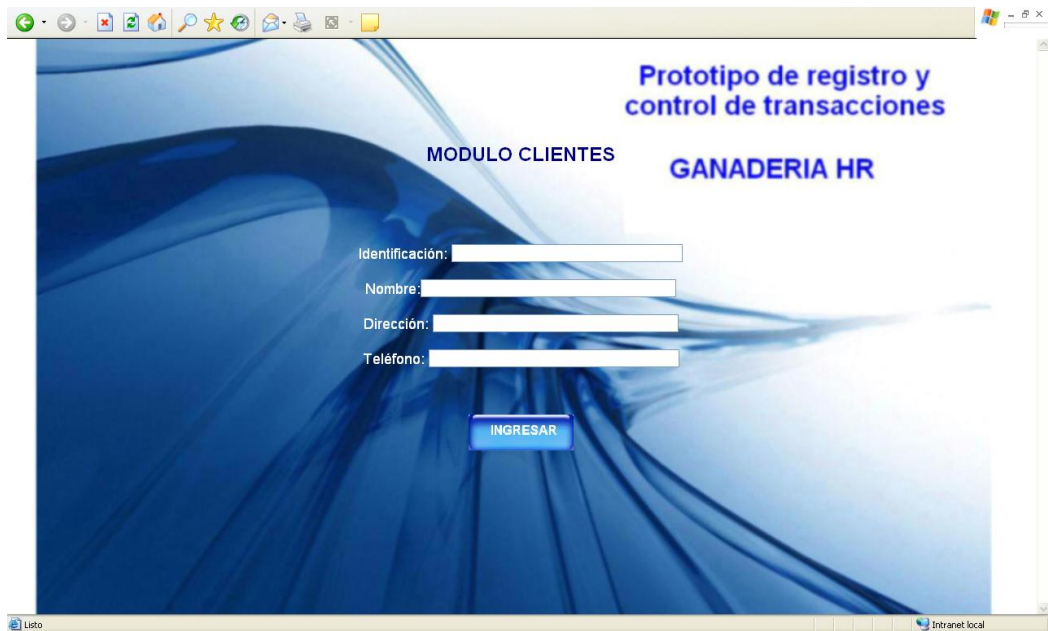 Prototipo de registro y
control de transacciones
MODULO CLIENTES
GANADERIA HR
Identificación:
Nombre:
Dirección:
Teléfono:
INGRESAR
Listo
Intranet local